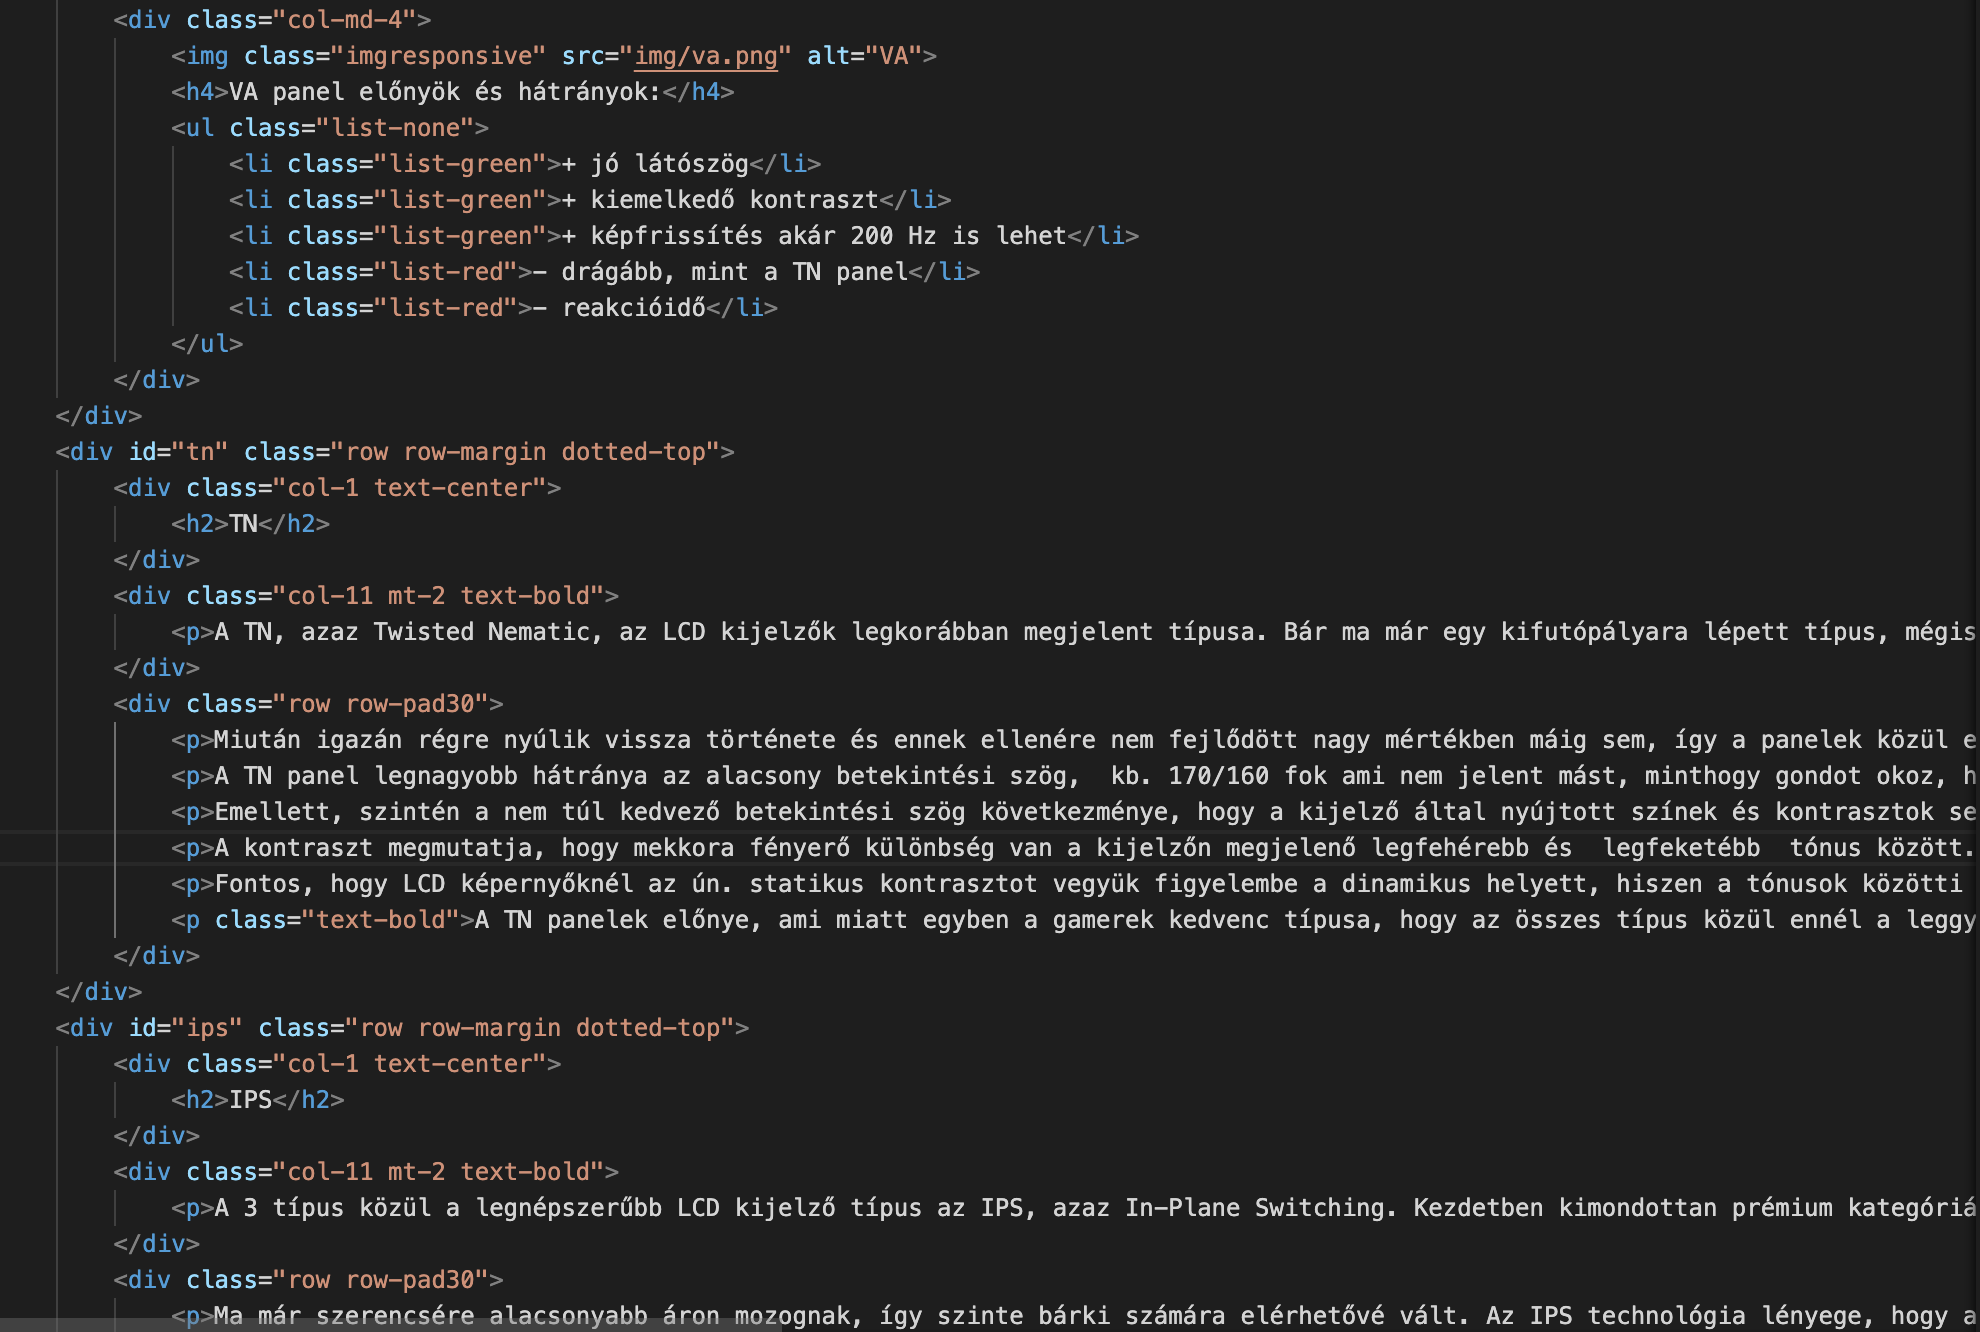 <div class="col-md-4">
<img class="imgresponsive" src="img/va.png" alt="VA">
<h4>VA panel előnyök és hátrányok:</h4>
<ul class="list-none">
<li class="list-green">+ jó látószög</li>
<li class="list-green">+ kiemelkedő kontraszt</li>
<li class="list-green">+ képfrissítés akár 200 Hz is lehet</li>
<li class="list-red">- drágább, mint a TN panel</li>
<li class="list-red">- reakcióidő</li>
</ul>
</div>
</div>
<div id="tn" class="row row-margin dotted-top">
<div class="col-1 text-center">
<h2>TN</h2>
</div>
<div class="col-11 mt-2 text-bold">
<p>A TN, azaz Twisted Nematic, az LCD kijelzők legkorábban megjelent típusa. Bár ma már egy kifutópályara lépett típus, mégis
</div>
<div class="row row-pad30">
<p>Miután igazán régre nyúlik vissza története és ennek ellenére nem fejlődött nagy mértékben máig sem, így a panelek közül e
<p>A TN panel legnagyobb hátránya az alacsony betekintési szög,  kb. 170/160 fok ami nem jelent mást, minthogy gondot okoz, h
<p>Emellett, szintén a nem túl kedvező betekintési szög következménye, hogy a kijelző által nyújtott színek és kontrasztok se
<p>A kontraszt megmutatja, hogy mekkora fényerő különbség van a kijelzőn megjelenő legfehérebb és  legfeketébb  tónus között.
<p>Fontos, hogy LCD képernyőknél az ún. statikus kontrasztot vegyük figyelembe a dinamikus helyett, hiszen a tónusok közötti
<p class="text-bold">A TN panelek előnye, ami miatt egyben a gamerek kedvenc típusa, hogy az összes típus közül ennél a leggy
</div>
</div>
<div id="ips" class="row row-margin dotted-top">
<div class="col-1 text-center">
<h2>IPS</h2>
</div>
<div class="col-11 mt-2 text-bold">
<p>A 3 típus közül a legnépszerűbb LCD kijelző típus az IPS, azaz In-Plane Switching. Kezdetben kimondottan prémium kategóriá
</div>
<div class="row row-pad30">
<p>Ma már szerencsére alacsonyabb áron mozognak, így szinte bárki számára elérhetővé vált. Az IPS technológia lényege, hogy a